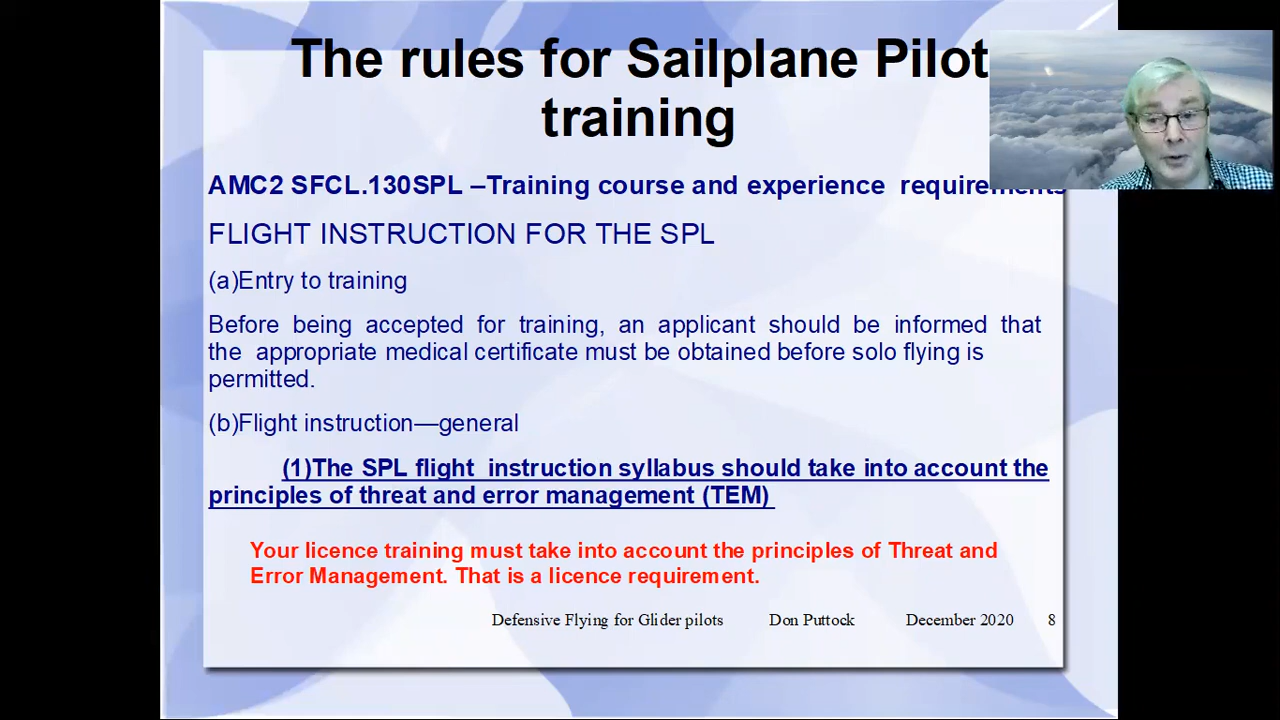 The rules for Sailplane Pilot
training
AMC2 SFCL.130SPL –Training course and experience requirements
FLIGHT INSTRUCTION FOR THE SPL
(a)Entry to training
Before being accepted for training, an applicant should be informed that
the appropriate medical certificate must be obtained before solo flying is
permitted.
(b)Flight instruction—general
(1)The SPL flight instruction syllabus should take into account the
principles of threat and error management (TEM)
Your licence training must take into account the principles of Threat and
Error Management. That is a licence requirement.
Defensive Flying for Glider pilots Don Puttock December 2020 8